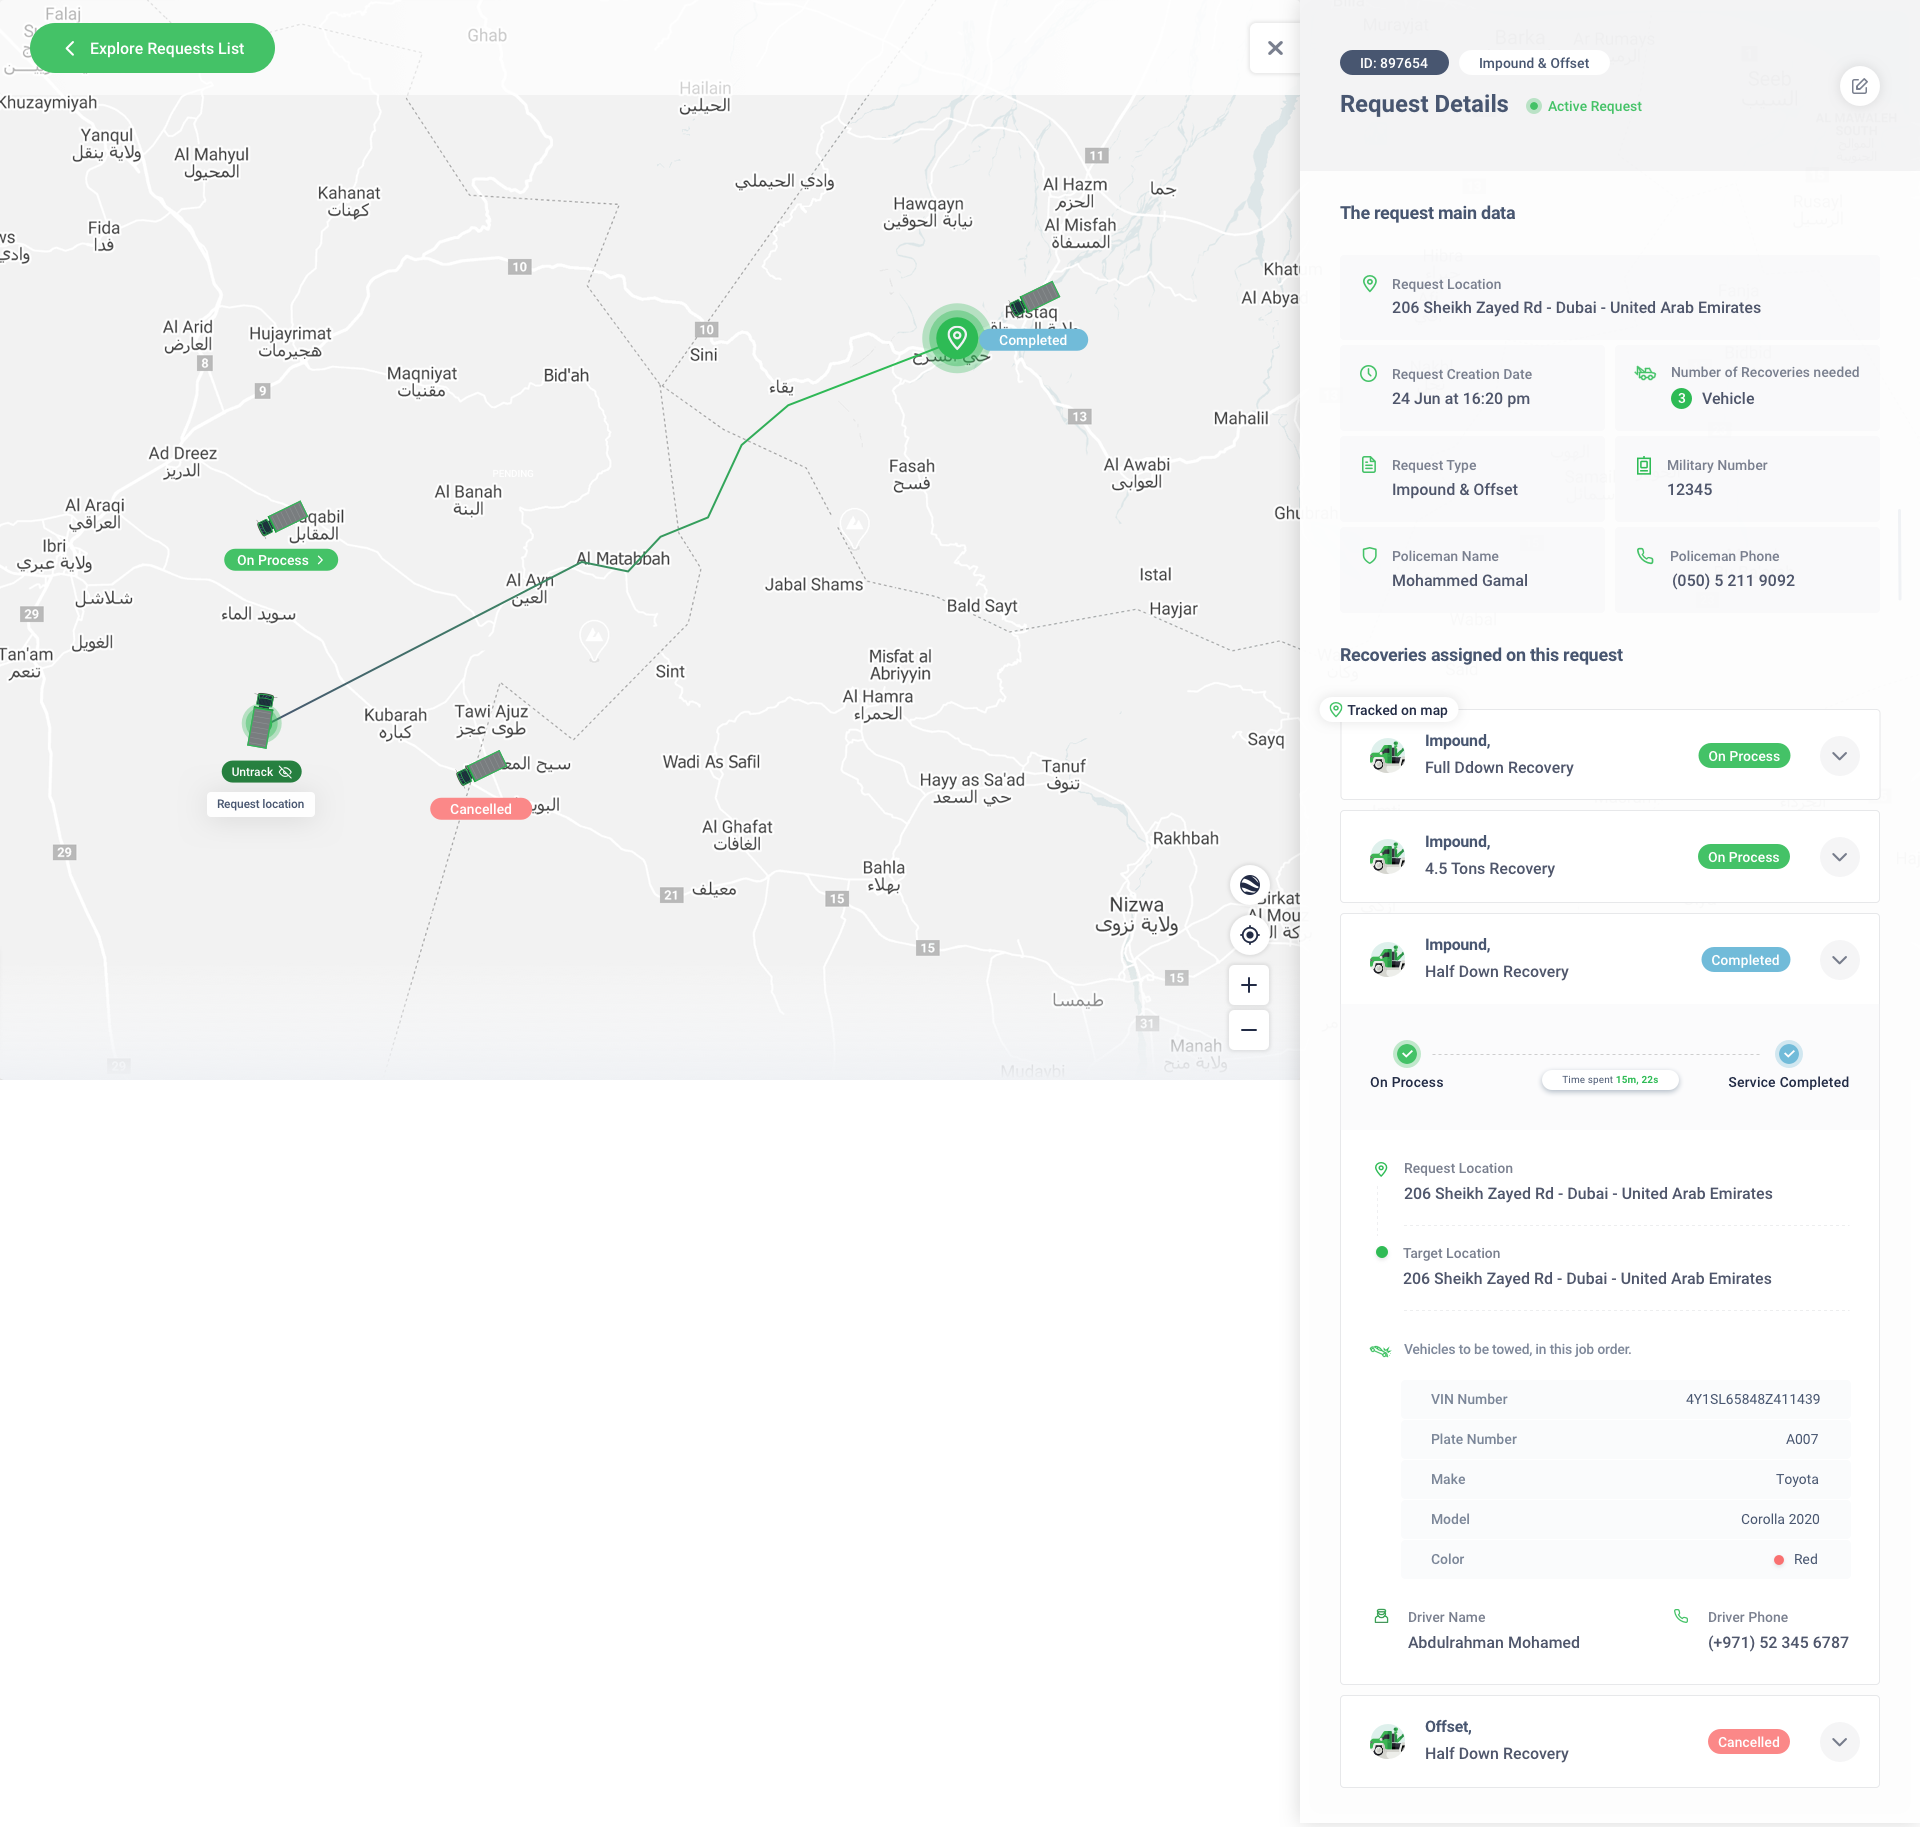 Falaj
Explore Requests List
Ghab
Hailain
الحيلين
Khuzaymiyah
Yanqul
ولاية ينقل
Al Mahyul
المحيول
Kahanat
كهنات
Fida
فدا
وادي الحيملي
Hawqayn
نيابة الحوقين
11
Al Hazm
الحزم
جما
Al Misfah
المسفاة
10
Al Arid
العارض
8
Hujayrimat
هجيرمات
9
10
Sini
Maqniyat
مقنيات
Bid'ah
يقاء
Completed
13
Mahalil
Ad Dreez
الدريز
PENDING
Al Banah
البنة
Fasah
فسح
Al Awabi
العوابى
Al Araqi
العراقي
المقابل
On Process
Ibri
ولاية عبري
Al Matabbah
Al Ayn
العين
Jabal Shams
Istal
Bald Sayt
Hayjar
شلاشل
29
سويد الماء
الغويل
Tan'am
تنعم
Sint
Misfat al
Abriyyin
Al Hamra
الحمراء
Kubarah
كباره
Tawi Ajuz
طوى عجز
Sayq
Wadi As Safil
Hayy as Sa'ad
حي السعد
Tanuf
تنوف
Untrack
Request location
Cancelled
Al Ghafat
الغافات
Rakhbah
29
Bahla
بهلاء
21
معيلف
15
Nizwa
ولاية نزوى
15
15
طيمسا
31
Manah
ولاية منح
Mudaybi
ID: 897654
Impound & Offset
Request Details
Active Request
The request main data
Request Location
206 Sheikh Zayed Rd - Dubai - United Arab Emirates
Request Creation Date
24 Jun at 16:20 pm
Number of Recoveries needed
3 Vehicle
Request Type
Impound & Offset
Military Number
12345
Policeman Name
Mohammed Gamal
Policeman Phone
(050) 5 211 9092
Recoveries assigned on this request
Tracked on map
Impound,
Full Ddown Recovery
On Process
Impound,
4.5 Tons Recovery
On Process
Impound,
Half Down Recovery
Completed
On Process
Time spent 15m, 22s
Service Completed
Request Location
206 Sheikh Zayed Rd - Dubai - United Arab Emirates
Target Location
206 Sheikh Zayed Rd - Dubai - United Arab Emirates
Vehicles to be towed, in this job order.
VIN Number 4Y1SL65848Z411439
Plate Number A007
Make Toyota
Model Corolla 2020
Color Red
Driver Name
Abdulrahman Mohamed
Driver Phone
(+971) 52 345 6787
Offset,
Half Down Recovery
Cancelled